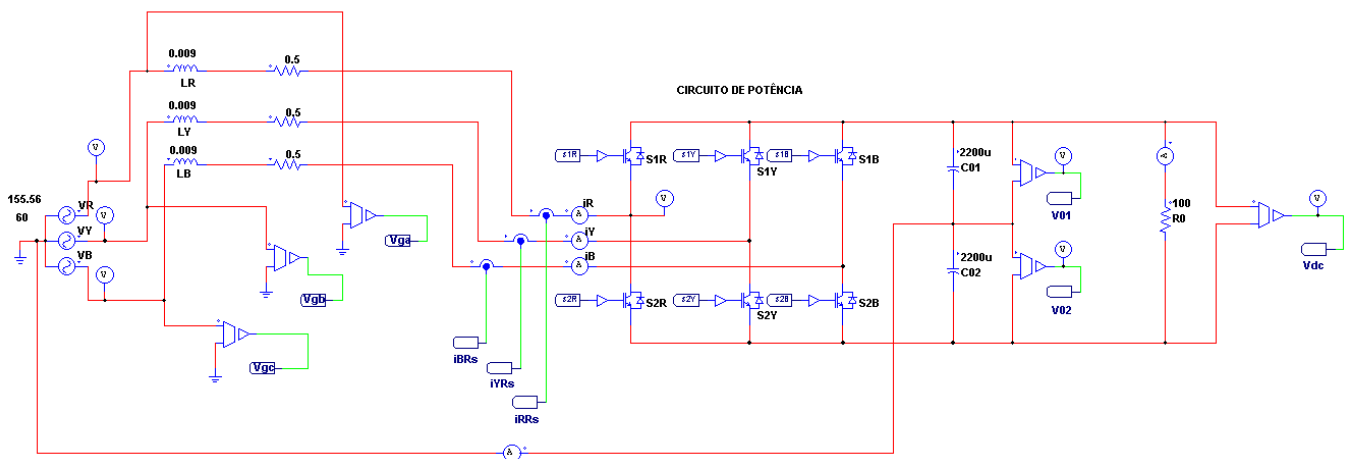 0.009
LR
0.5
0.009
LY
0.5
0.009
LB
0.5
CIRCUITO DE POTÊNCIA
V
155.56
60
VR
V
VY
VB
V
Vga
Vgb
Vgc
iBRs
iYRs
iRRs
iR
A
V
iY
A
iB
A
s1R
S1R
s1Y
S1Y
s1B
S1B
s2R
S2R
s2Y
S2Y
s2B
S2B
2200u
C01
2200u
C02
V
V01
V
V02
A
100
R0
V
Vdc
A